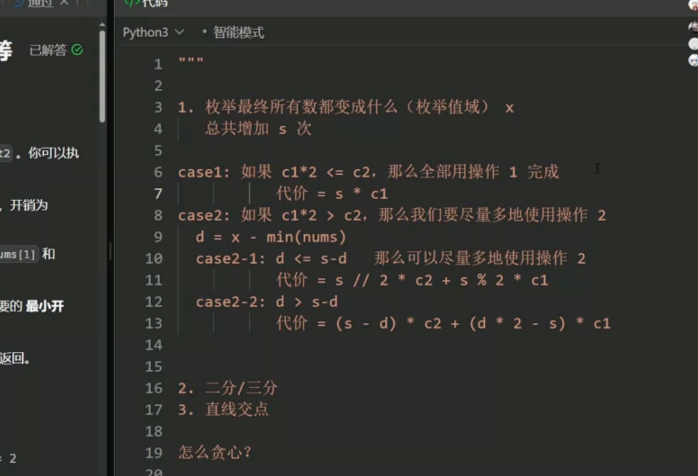 通过
代码
等
已解答
Python3
智能模式
t2 。你可以执
，开销为
ums[1] 和
要的 最小开
返回。
= 2
1 """
2
3 1. 枚举最终所有数都变成什么（枚举值域） x
4 总共增加 s 次
5
6 case1: 如果 c1*2 <= c2，那么全部用操作 1 完成
7 代价 = s * c1
8 case2: 如果 c1*2 > c2，那么我们要尽量多地使用操作 2
9 d = x - min(nums)
10 case2-1: d <= s-d 那么可以尽量多地使用操作 2
11 代价 = s // 2 * c2 + s % 2 * c1
12 case2-2: d > s-d
13 代价 = (s - d) * c2 + (d * 2 - s) * c1
14
15
16 2. 二分/三分
17 3. 直线交点
18
19 怎么贪心？
20